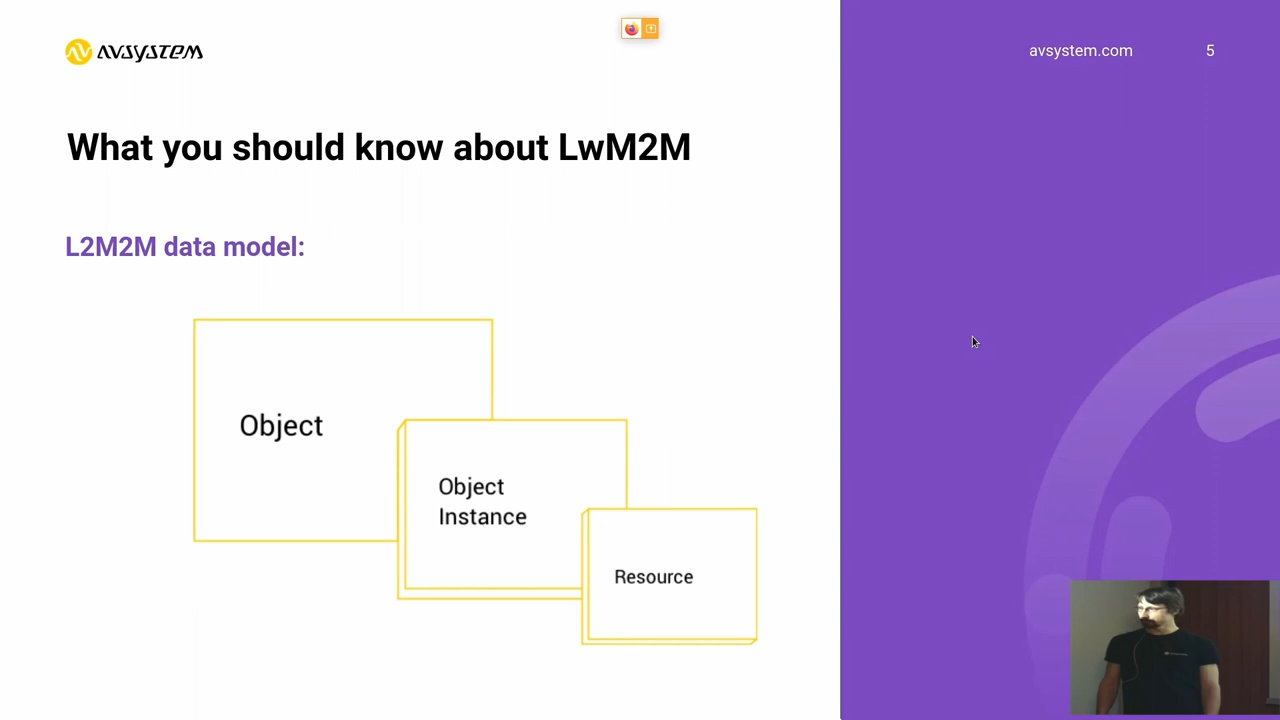 AVSYSTEM
avsystem.com
5
What you should know about LwM2M
L2M2M data model:
Object
Object
Instance
Resource